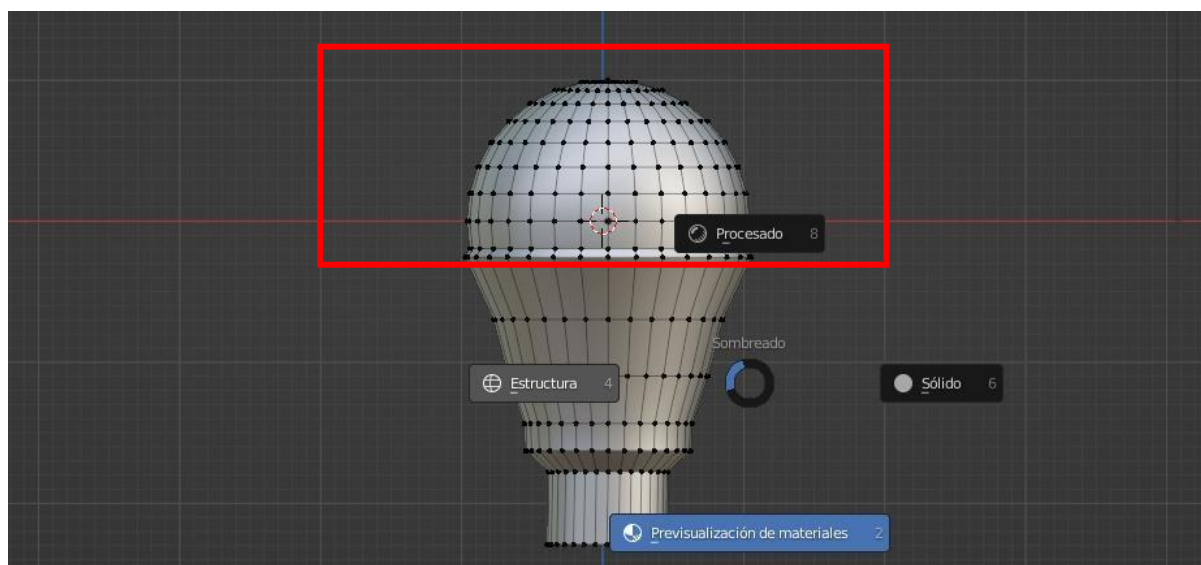 Procesado 8
Sombreado
Estructura 4
Sólido 6
Previsualización de materiales 2